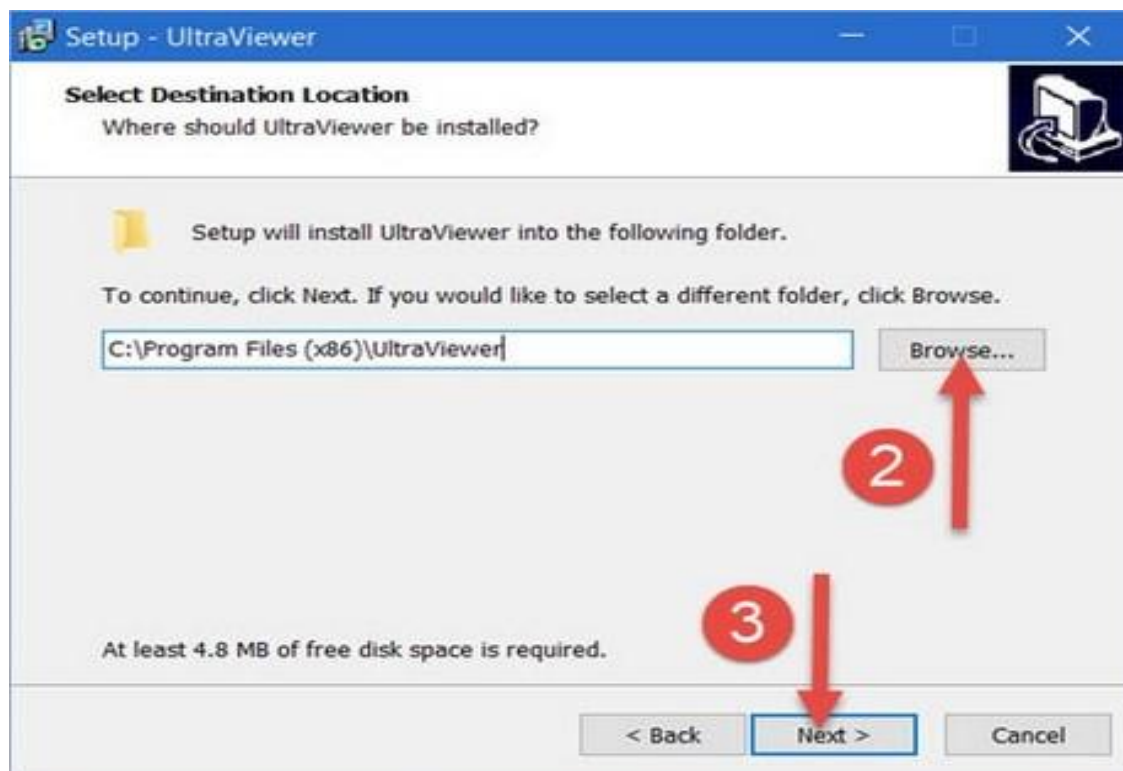 Setup - UltraViewer
Select Destination Location
Where should UltraViewer be installed?
Setup will install UltraViewer into the following folder.
To continue, click Next. If you would like to select a different folder, click Browse.
C:\Program Files (x86)\UltraViewer
Browse...
2
3
At least 4.8 MB of free disk space is required.
< Back
Next >
Cancel